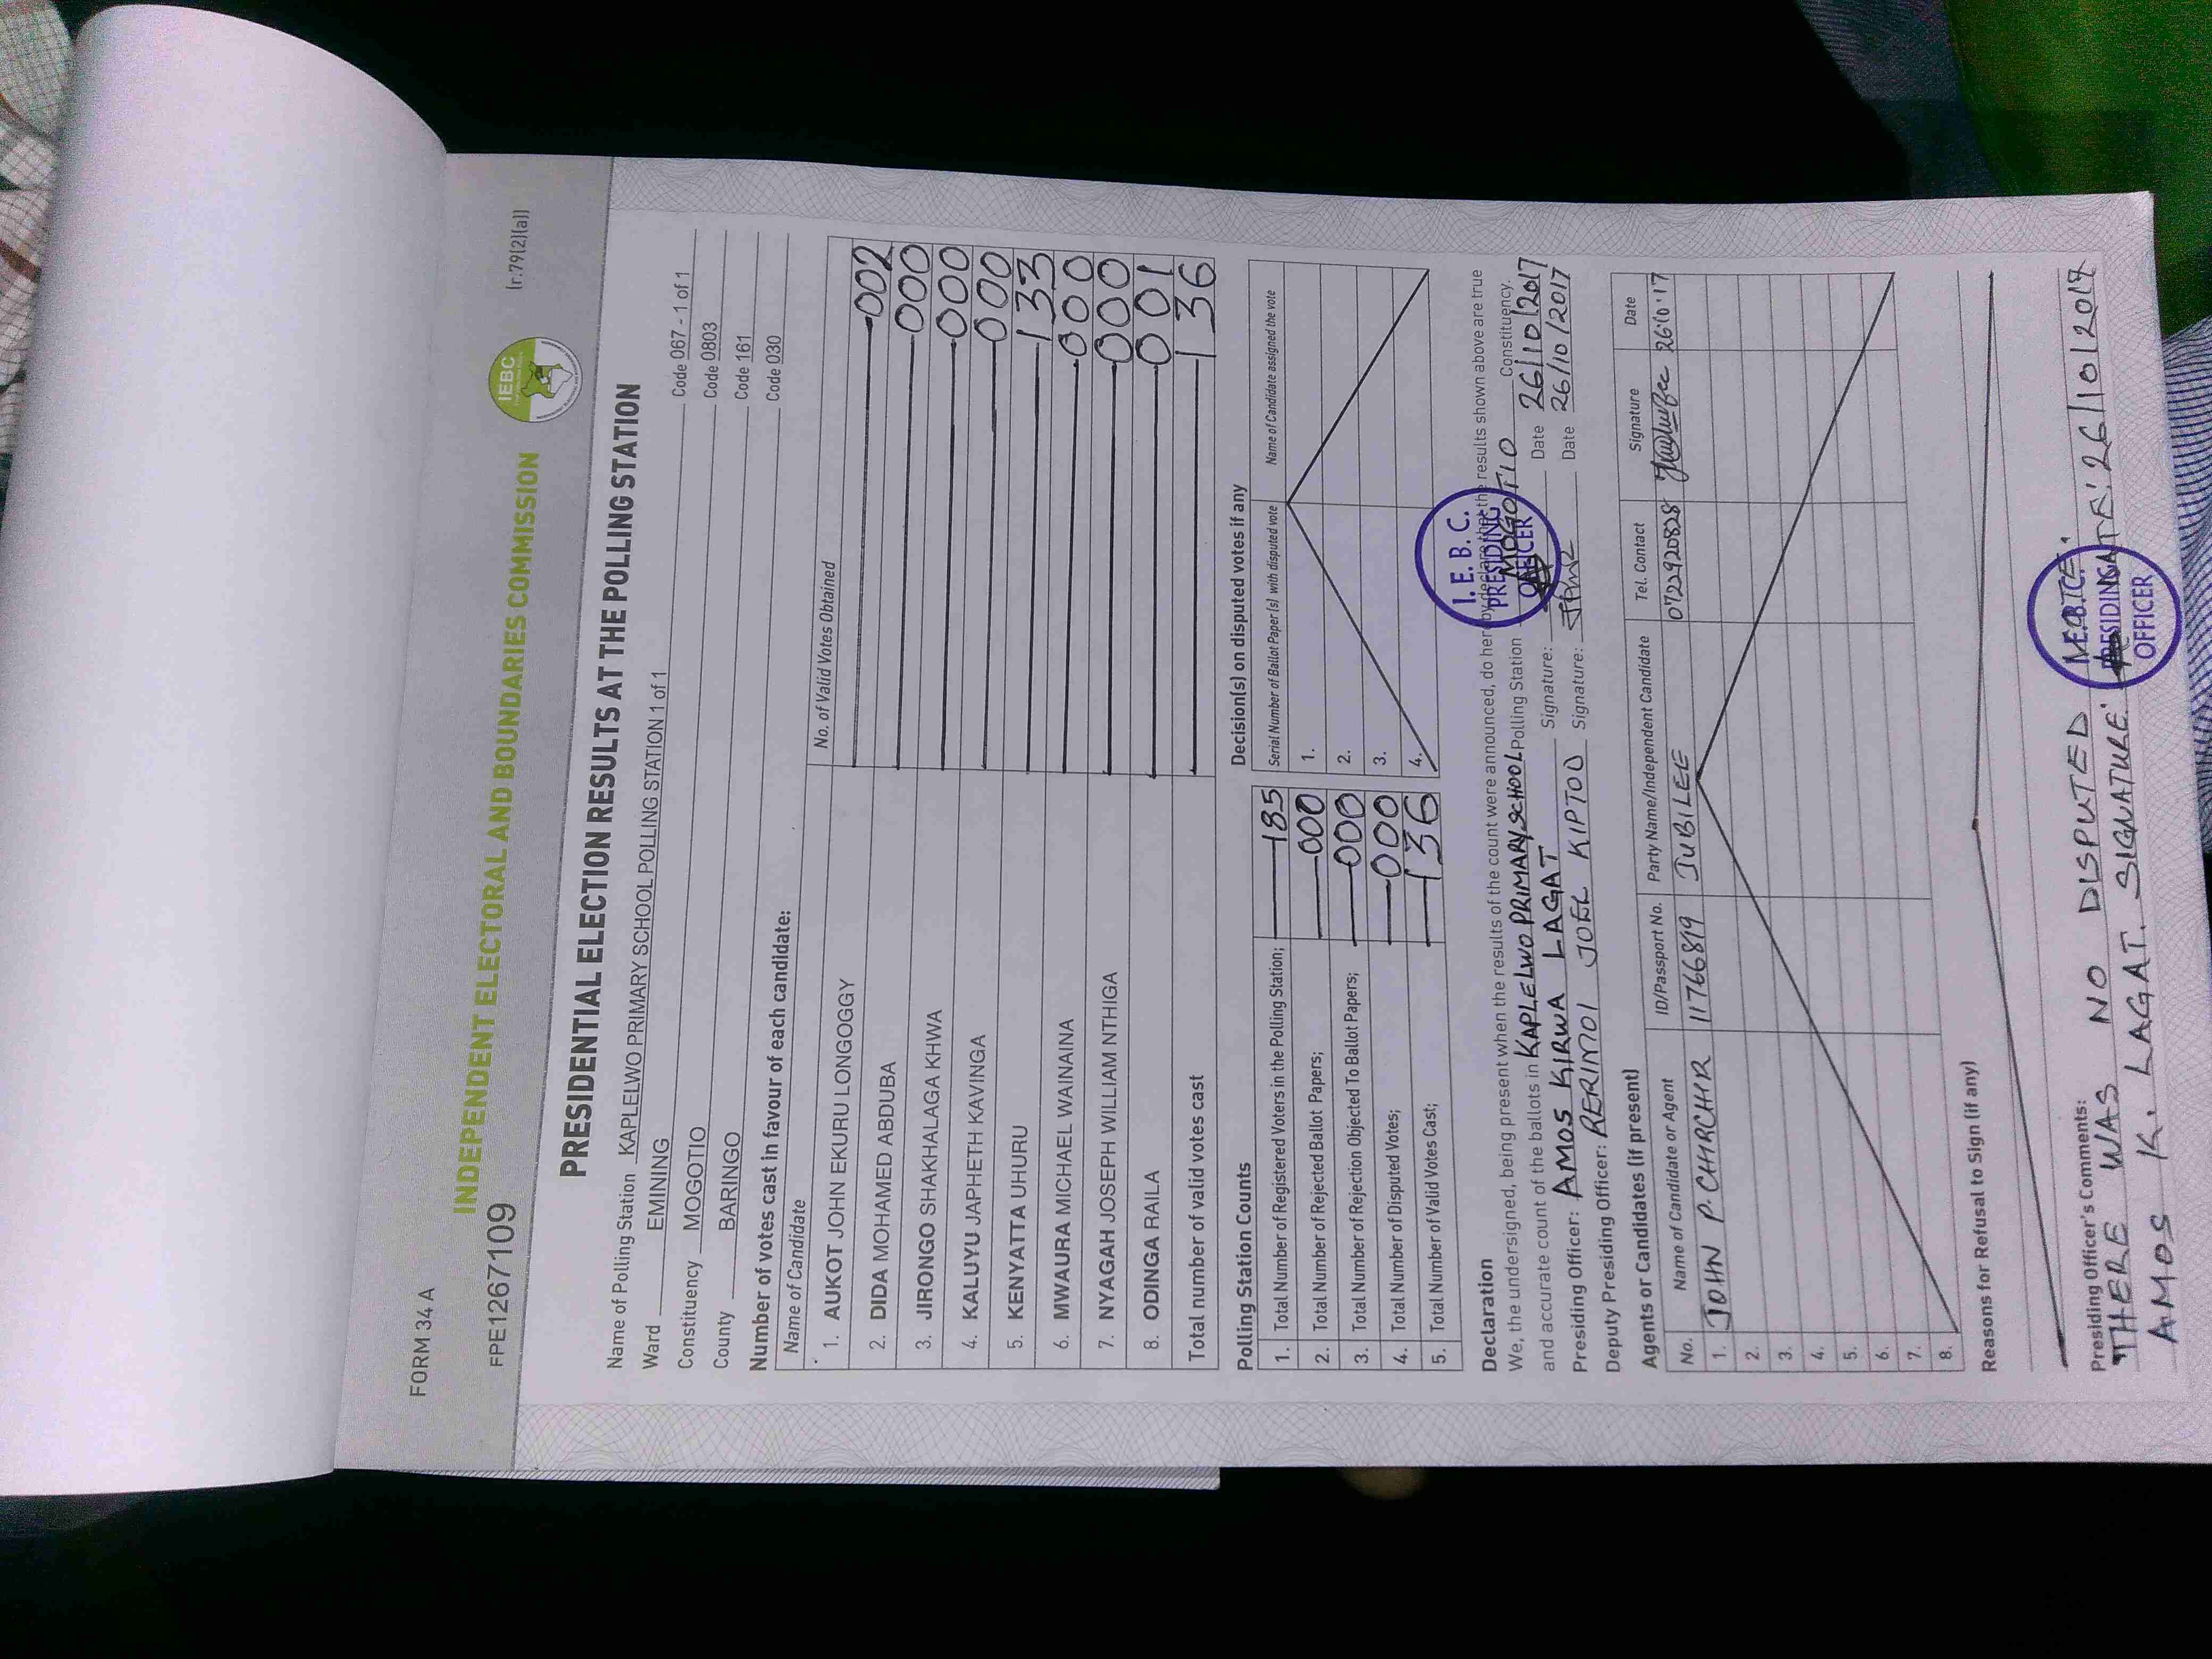 FORM 34 A
INDEPENDENT ELECTORAL AND BOUNDARIES COMMISSION
IEBC
(r.79(2)(a))
FPE1267109
PRESIDENTIAL ELECTION RESULTS AT THE POLLING STATION
Name of Polling Station KAPLELWO PRIMARY SCHOOL POLLING STATION 1 of 1 Code 067 - 1 of 1
Ward EMINING Code 0803
Constituency MOGOTIO Code 161
County BARINGO Code 030
Number of votes cast in favour of each candidate:
Name of Candidate No. of Valid Votes Obtained
1. AUKOT JOHN EKURU LONGOGGY 002
2. DIDA MOHAMED ABDUBA 000
3. JIRONGO SHAKHALAGA KHWA 000
4. KALUYU JAPHETH KAVINGA 000
5. KENYATTA UHURU 133
6. MWAURA MICHAEL WAINAINA 000
7. NYAGAH JOSEPH WILLIAM NTHIGA 000
8. ODINGA RAILA 001
Total number of valid votes cast 136
Polling Station Counts
1. Total Number of Registered Voters in the Polling Station; 185
2. Total Number of Rejected Ballot Papers; 000
3. Total Number of Rejection Objected To Ballot Papers; 000
4. Total Number of Disputed Votes; 000
5. Total Number of Valid Votes Cast; 136
Decision(s) on disputed votes if any
Serial Number of Ballot Paper (s) with disputed vote Name of Candidate assigned the vote
1.
2.
3.
4.
I. E. B. C.
PRESIDING
OFFICER
Declaration
We, the undersigned, being present when the results of the count were announced, do hereby declare that the results shown above are true
and accurate count of the ballots in KAPLELWO PRIMARY SCHOOL Polling Station MOGOTIO Constituency.
Presiding Officer: AMOS KIRWA LAGAT Signature: Date 26/10/2017
Deputy Presiding Officer: RERIMOI JOEL KIPTOO Signature: Date 26/10/2017
Agents or Candidates (if present)
No. Name of Candidate or Agent ID/Passport No. Party Name/Independent Candidate Tel. Contact Signature Date
1. JOHN P. 11766819 JUBILEE 0722920828 26.10.17
2.
3.
4.
5.
6.
7.
8.
Reasons for Refusal to Sign (if any)
Presiding Officer's Comments:
THERE WAS NO DISPUTED
AMOS K. LAGAT. SIGNATURE: 26/10/2017
I.E.B.C.
PRESIDING
OFFICER